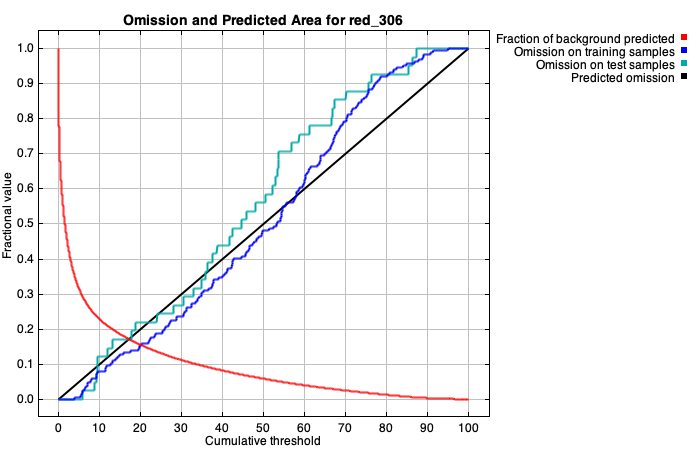 Omission and Predicted Area for red_306
Fraction of background predicted
Omission on training samples
Omission on test samples
Predicted omission
Fractional value
1.0
0.9
0.8
0.7
0.6
0.5
0.4
0.3
0.2
0.1
0.0
0 10 20 30 40 50 60 70 80 90 100
Cumulative threshold